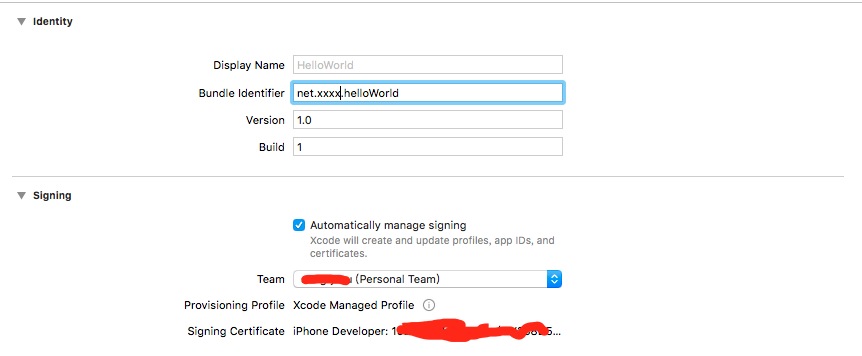 Identity
Display Name HelloWorld
Bundle Identifier net.xxxx.helloWorld
Version 1.0
Build 1
Signing
Automatically manage signing
Xcode will create and update profiles, app IDs, and
certificates.
Team (Personal Team)
Provisioning Profile Xcode Managed Profile
Signing Certificate iPhone Developer: